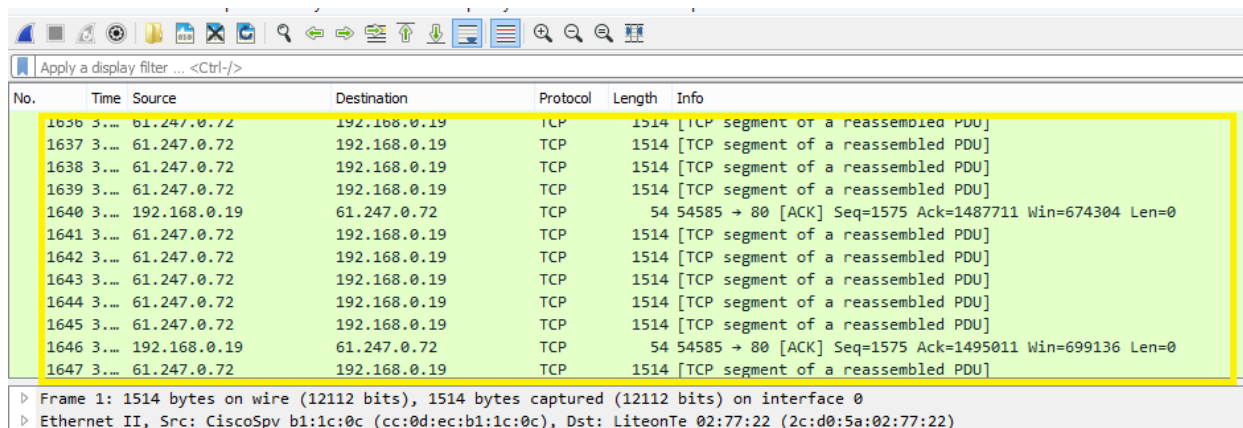 Apply a display filter ... <Ctrl-/>
No. Time Source Destination Protocol Length Info
1636 3.... 61.247.0.72 192.168.0.19 TCP 1514 [TCP segment of a reassembled PDU]
1637 3.... 61.247.0.72 192.168.0.19 TCP 1514 [TCP segment of a reassembled PDU]
1638 3.... 61.247.0.72 192.168.0.19 TCP 1514 [TCP segment of a reassembled PDU]
1639 3.... 61.247.0.72 192.168.0.19 TCP 1514 [TCP segment of a reassembled PDU]
1640 3.... 192.168.0.19 61.247.0.72 TCP 54 54585 → 80 [ACK] Seq=1575 Ack=1487711 Win=674304 Len=0
1641 3.... 61.247.0.72 192.168.0.19 TCP 1514 [TCP segment of a reassembled PDU]
1642 3.... 61.247.0.72 192.168.0.19 TCP 1514 [TCP segment of a reassembled PDU]
1643 3.... 61.247.0.72 192.168.0.19 TCP 1514 [TCP segment of a reassembled PDU]
1644 3.... 61.247.0.72 192.168.0.19 TCP 1514 [TCP segment of a reassembled PDU]
1645 3.... 61.247.0.72 192.168.0.19 TCP 1514 [TCP segment of a reassembled PDU]
1646 3.... 192.168.0.19 61.247.0.72 TCP 54 54585 → 80 [ACK] Seq=1575 Ack=1495011 Win=699136 Len=0
1647 3.... 61.247.0.72 192.168.0.19 TCP 1514 [TCP segment of a reassembled PDU]
Frame 1: 1514 bytes on wire (12112 bits), 1514 bytes captured (12112 bits) on interface 0
Ethernet II, Src: CiscoSpv b1:1c:0c (cc:0d:ec:b1:1c:0c), Dst: LiteonTe 02:77:22 (2c:d0:5a:02:77:22)